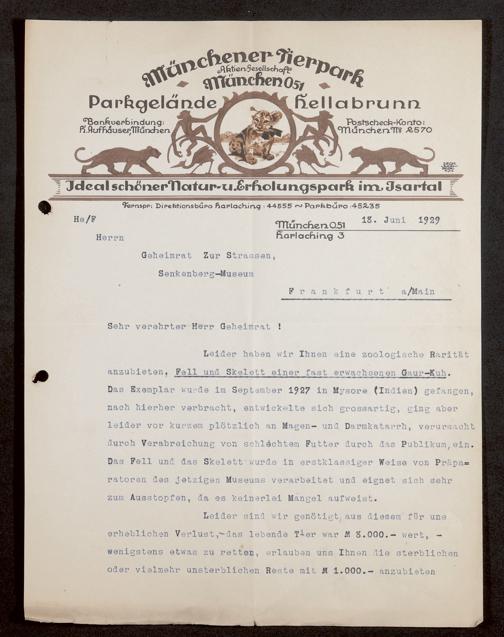 Münchener Tierpark
Aktien Gesellschaft
München O51
Parkgelände Hellabrunn
Bankverbindung:
H. Aufhäuser, München
Postscheck-Konto:
München Nº 2570
Idealschöner Natur- u. Erholungspark im Isartal
Fernspr: Direktionsbüro Harlaching: 44555 ~ Parkbüro: 45235
He/F
München O51
Harlaching 3
18. Juni 1929
Herrn
Geheimrat Zur Strassen,
Senkenberg-Museum
Frankfurt a/Main
Sehr verehrter Herr Geheimrat !
Leider haben wir Ihnen eine zoologische Rarität
anzubieten, Fell und Skelett einer fast erwachsenen Gaur-Kuh.
Das Exemplar wurde im September 1927 in Mysore (Indien) gefangen,
nach hierher verbracht, entwickelte sich grossartig, ging aber
leider vor kurzem plötzlich an Magen- und Darmkatarrh, verursacht
durch Verabreichung von schlechtem Futter durch das Publikum, ein.
Das Fell und das Skelett wurde in erstklassiger Weise von Präpa=
ratoren des jetzigen Museums verarbeitet und eignet sich sehr
zum Ausstopfen, da es keinerlei Mangel aufweist.
Leider sind wir genötigt, aus diesem für uns
erheblichen Verlust, -das lebende Tier war M 8.000.- wert, -
wenigstens etwas zu retten, erlauben uns Ihnen die sterblichen
oder vielmehr unsterblichen Reste mit M 1.000.- anzubieten